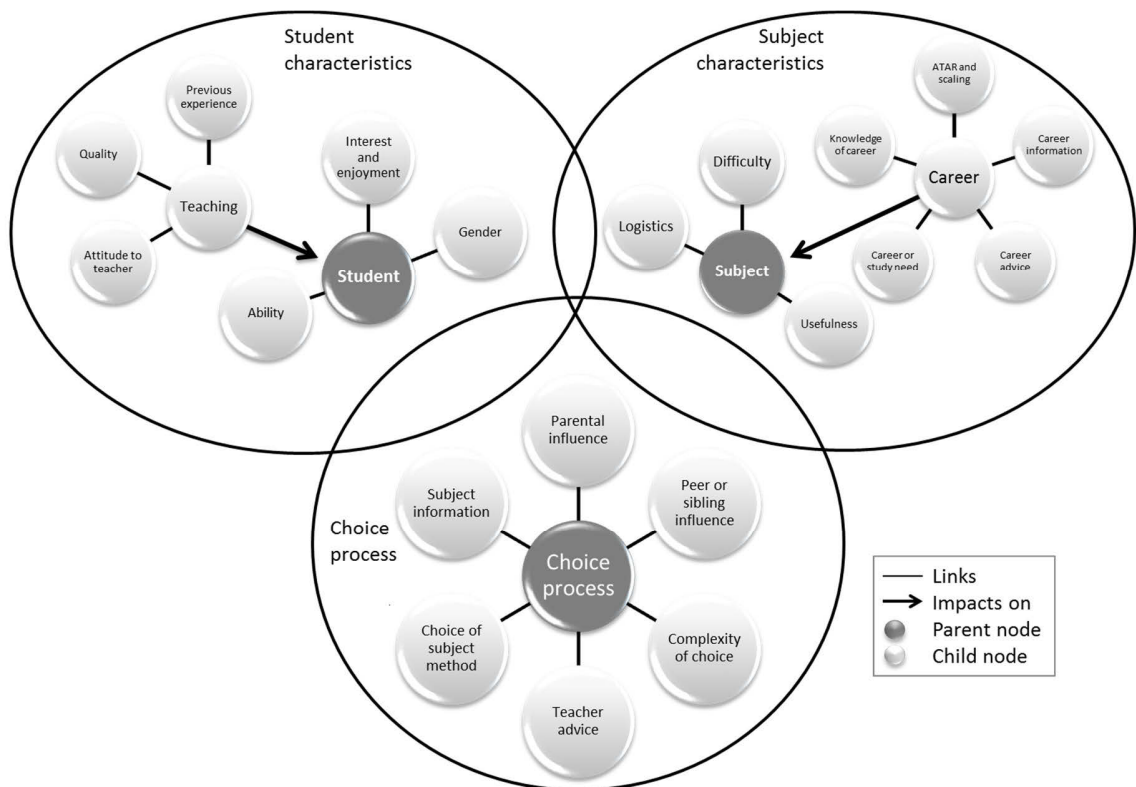 Student
characteristics
Previous
experience
Quality
Interest
and
enjoyment
Teaching
Gender
Attitude to
teacher
Student
Ability
Subject
characteristics
ATAR and
scaling
Knowledge
of career
Career
information
Difficulty
Career
Logistics
Subject
Career or
study need
Career
advice
Usefulness
Parental
influence
Subject
information
Peer or
sibling
influence
Choice
process
Choice
process
Choice of
subject
method
Complexity
of choice
Teacher
advice
Links
Impacts on
Parent node
Child node